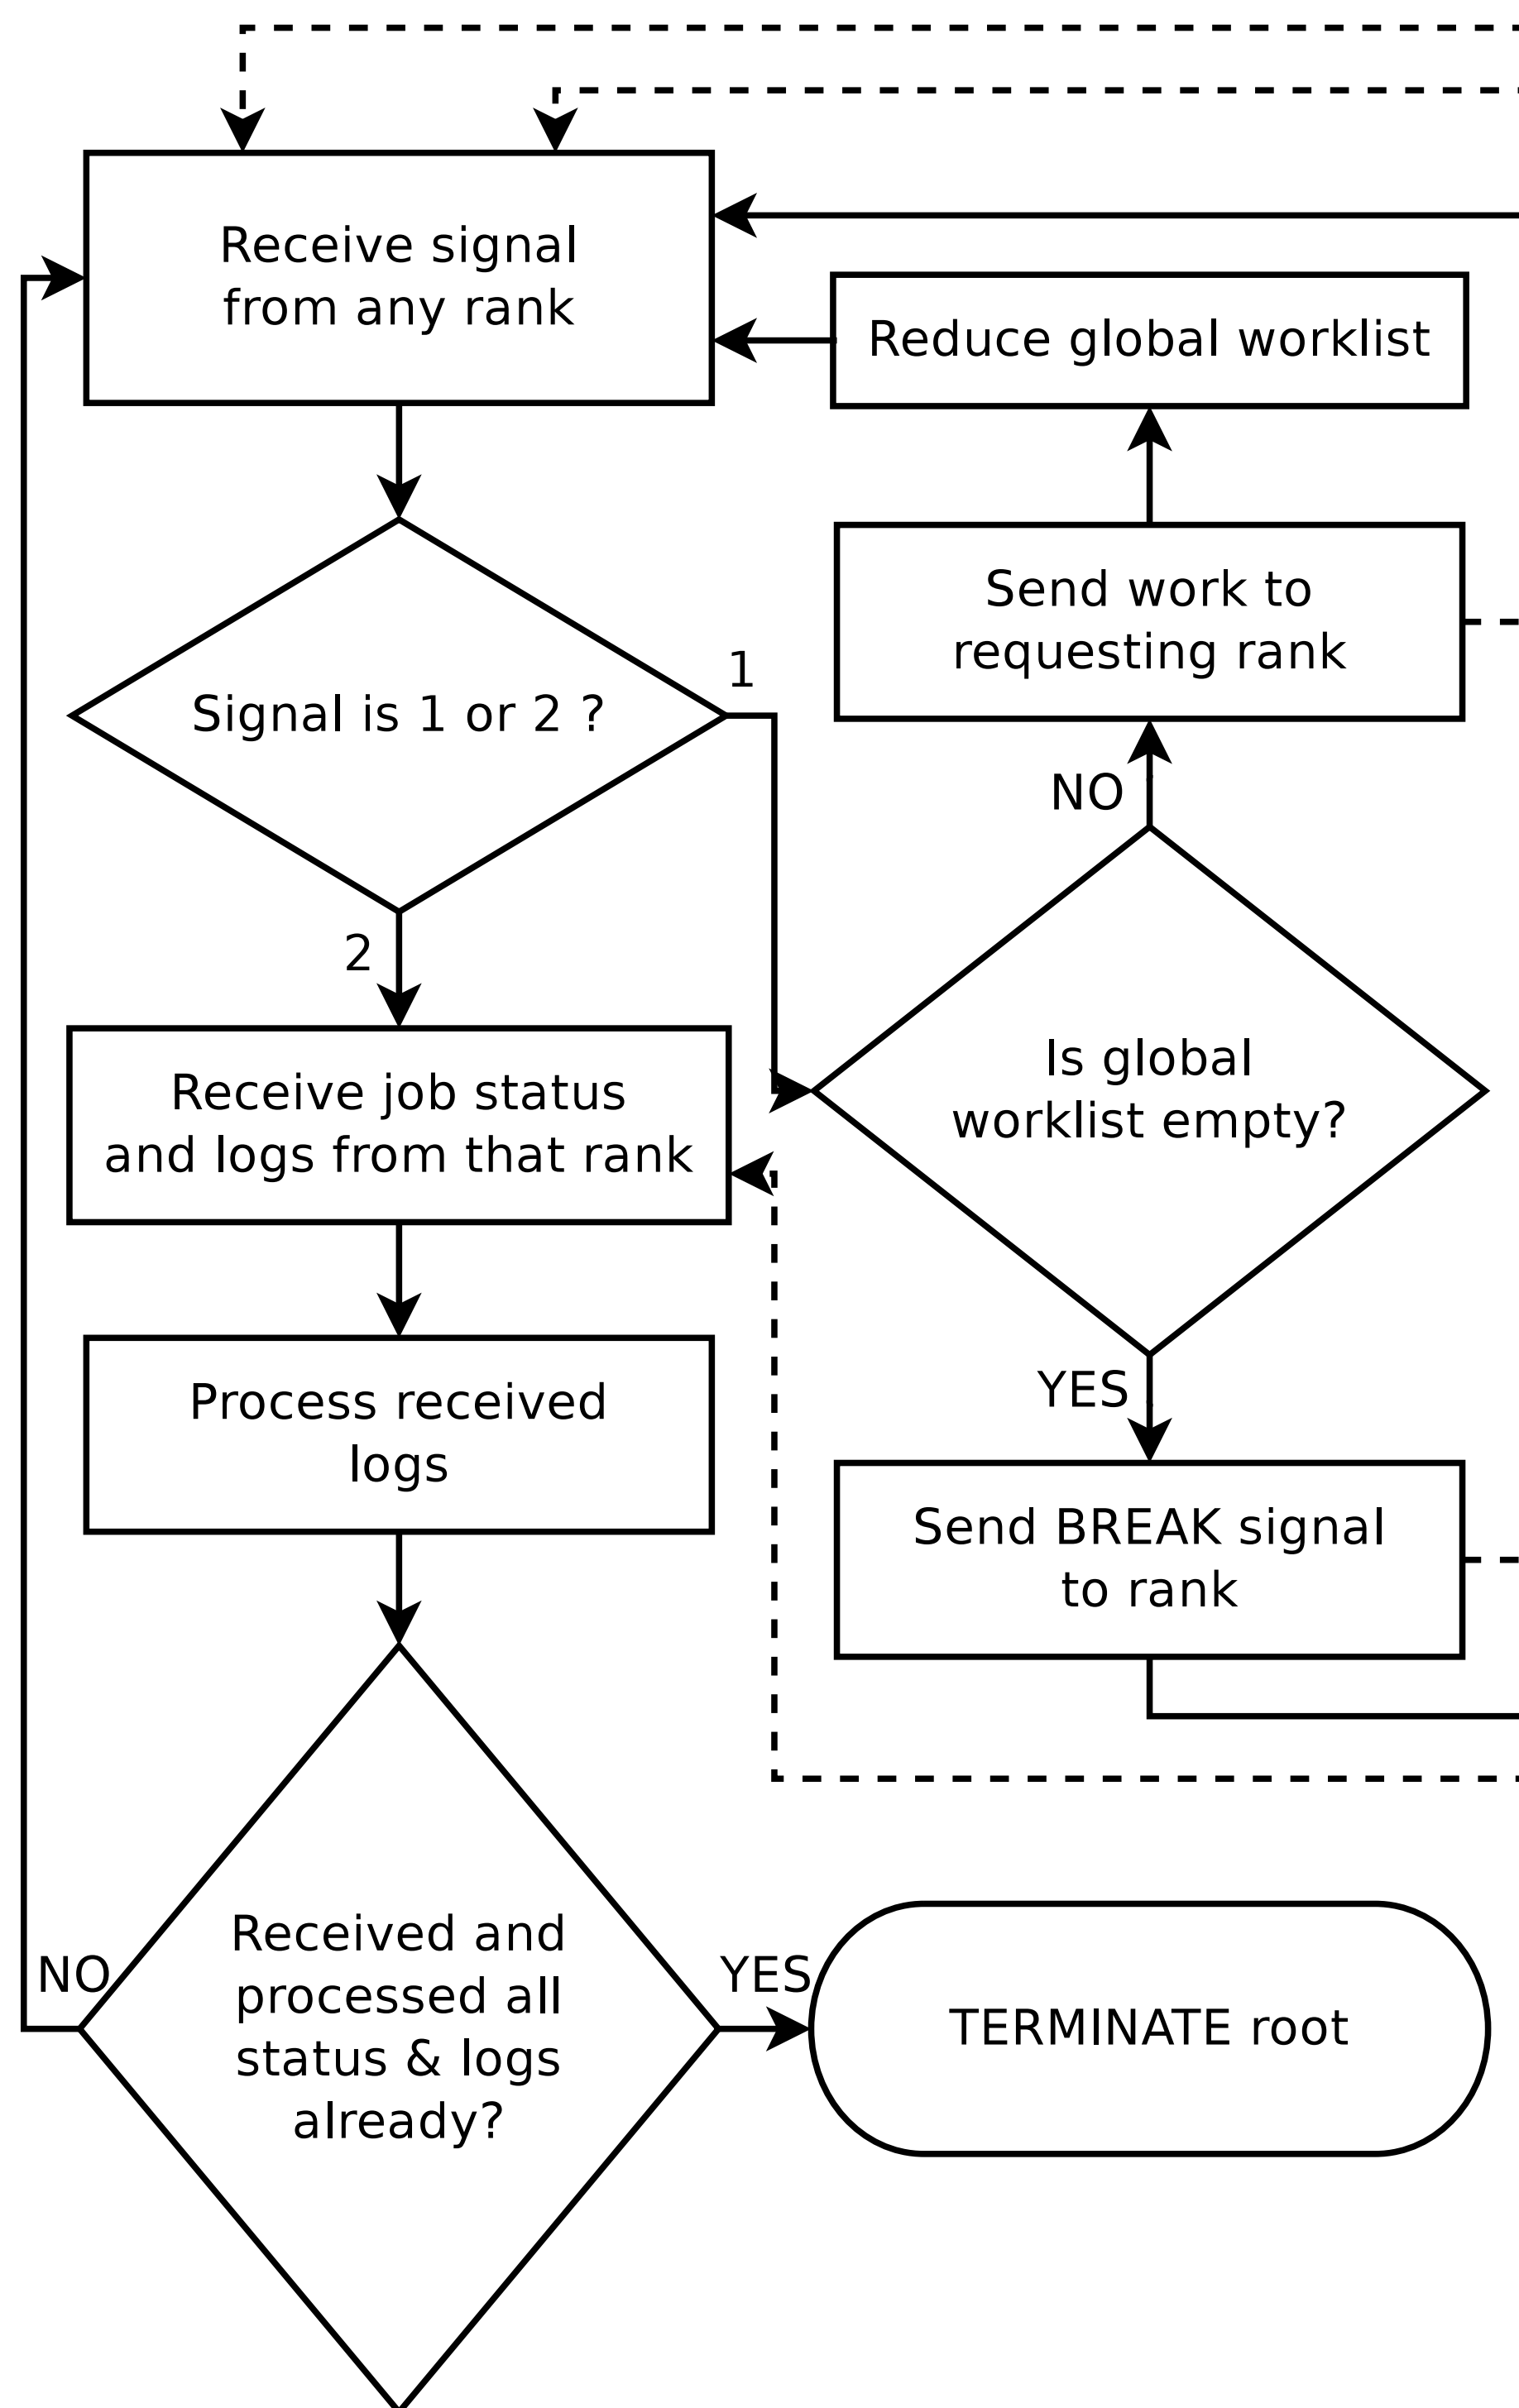 Receive signal
from any rank
Reduce global worklist
Send work to
requesting rank
1
Signal is 1 or 2 ?
NO
2
Is global
worklist empty?
Receive job status
and logs from that rank
YES
Process received
logs
Send BREAK signal
to rank
Received and
processed all
status & logs
already?
NO
YES
TERMINATE root